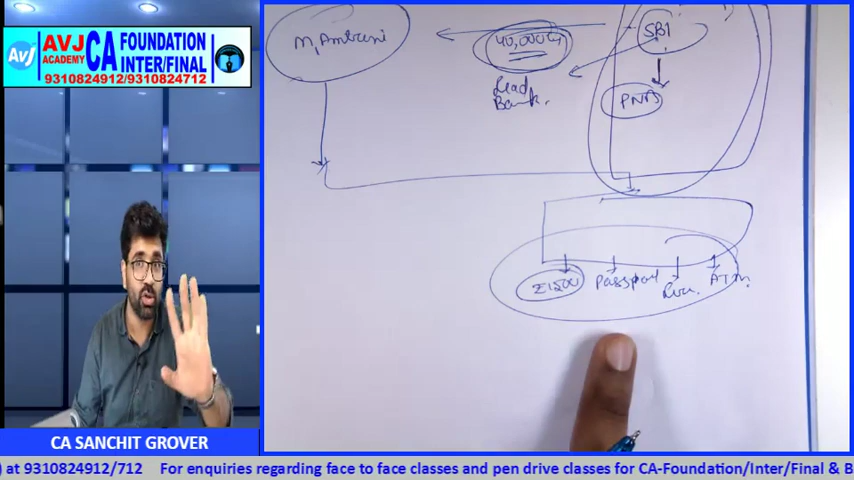 AVJ
ACADEMY
CA
FOUNDATION
INTER/FINAL
9310824912/9310824712
AVJ
M, Ambani
40,000 Cr
Lead
Bank.
SBI
PNB
Passport
ATM.
CA SANCHIT GROVER
) at 9310824912/712 For enquiries regarding face to face classes and pen drive classes for CA-Foundation/Inter/Final & B